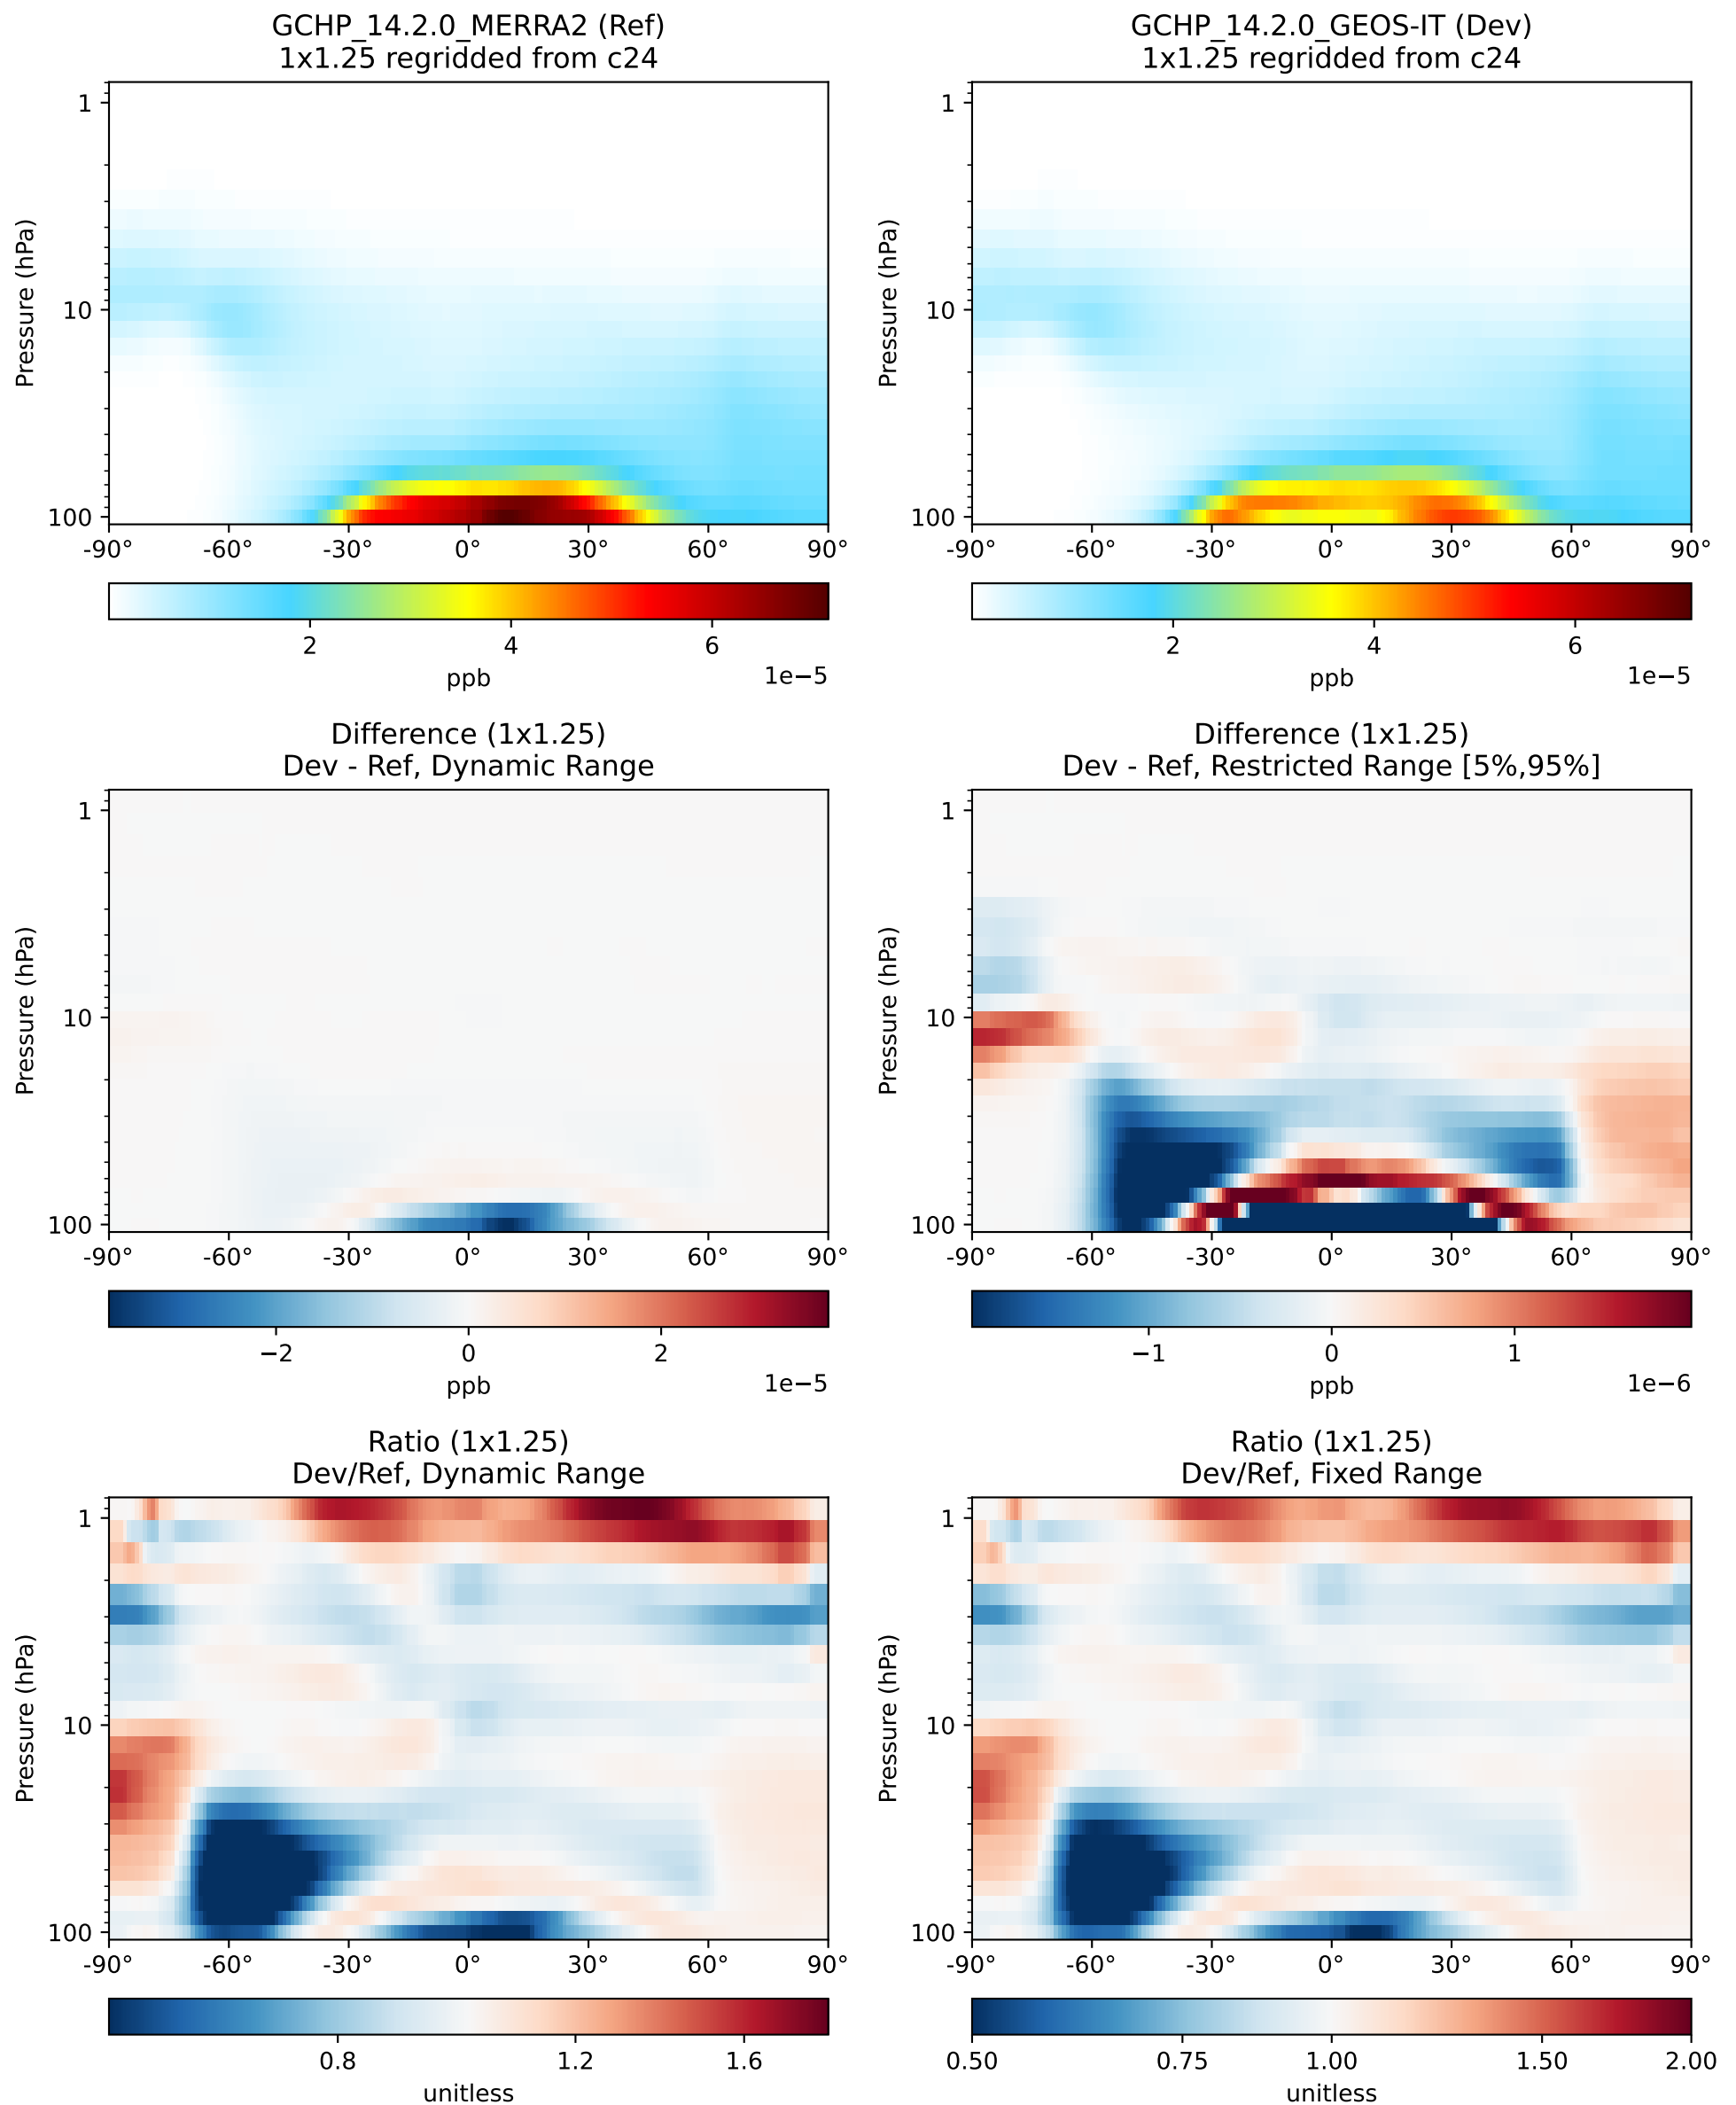 GCHP_14.2.0_MERRA2 (Ref)
1x1.25 regridded from c24
Pressure (hPa)
1
10
100
-90° -60° -30° 0° 30° 60° 90°
2 4 6
1e−5
ppb
GCHP_14.2.0_GEOS-IT (Dev)
1x1.25 regridded from c24
Pressure (hPa)
1
10
100
-90° -60° -30° 0° 30° 60° 90°
2 4 6
1e−5
ppb
Difference (1x1.25)
Dev - Ref, Dynamic Range
Pressure (hPa)
1
10
100
-90° -60° -30° 0° 30° 60° 90°
−2 0 2
1e−5
ppb
Difference (1x1.25)
Dev - Ref, Restricted Range [5%,95%]
Pressure (hPa)
1
10
100
-90° -60° -30° 0° 30° 60° 90°
−1 0 1
1e−6
ppb
Ratio (1x1.25)
Dev/Ref, Dynamic Range
Pressure (hPa)
1
10
100
-90° -60° -30° 0° 30° 60° 90°
0.8 1.2 1.6
unitless
Ratio (1x1.25)
Dev/Ref, Fixed Range
Pressure (hPa)
1
10
100
-90° -60° -30° 0° 30° 60° 90°
0.50 0.75 1.00 1.50 2.00
unitless